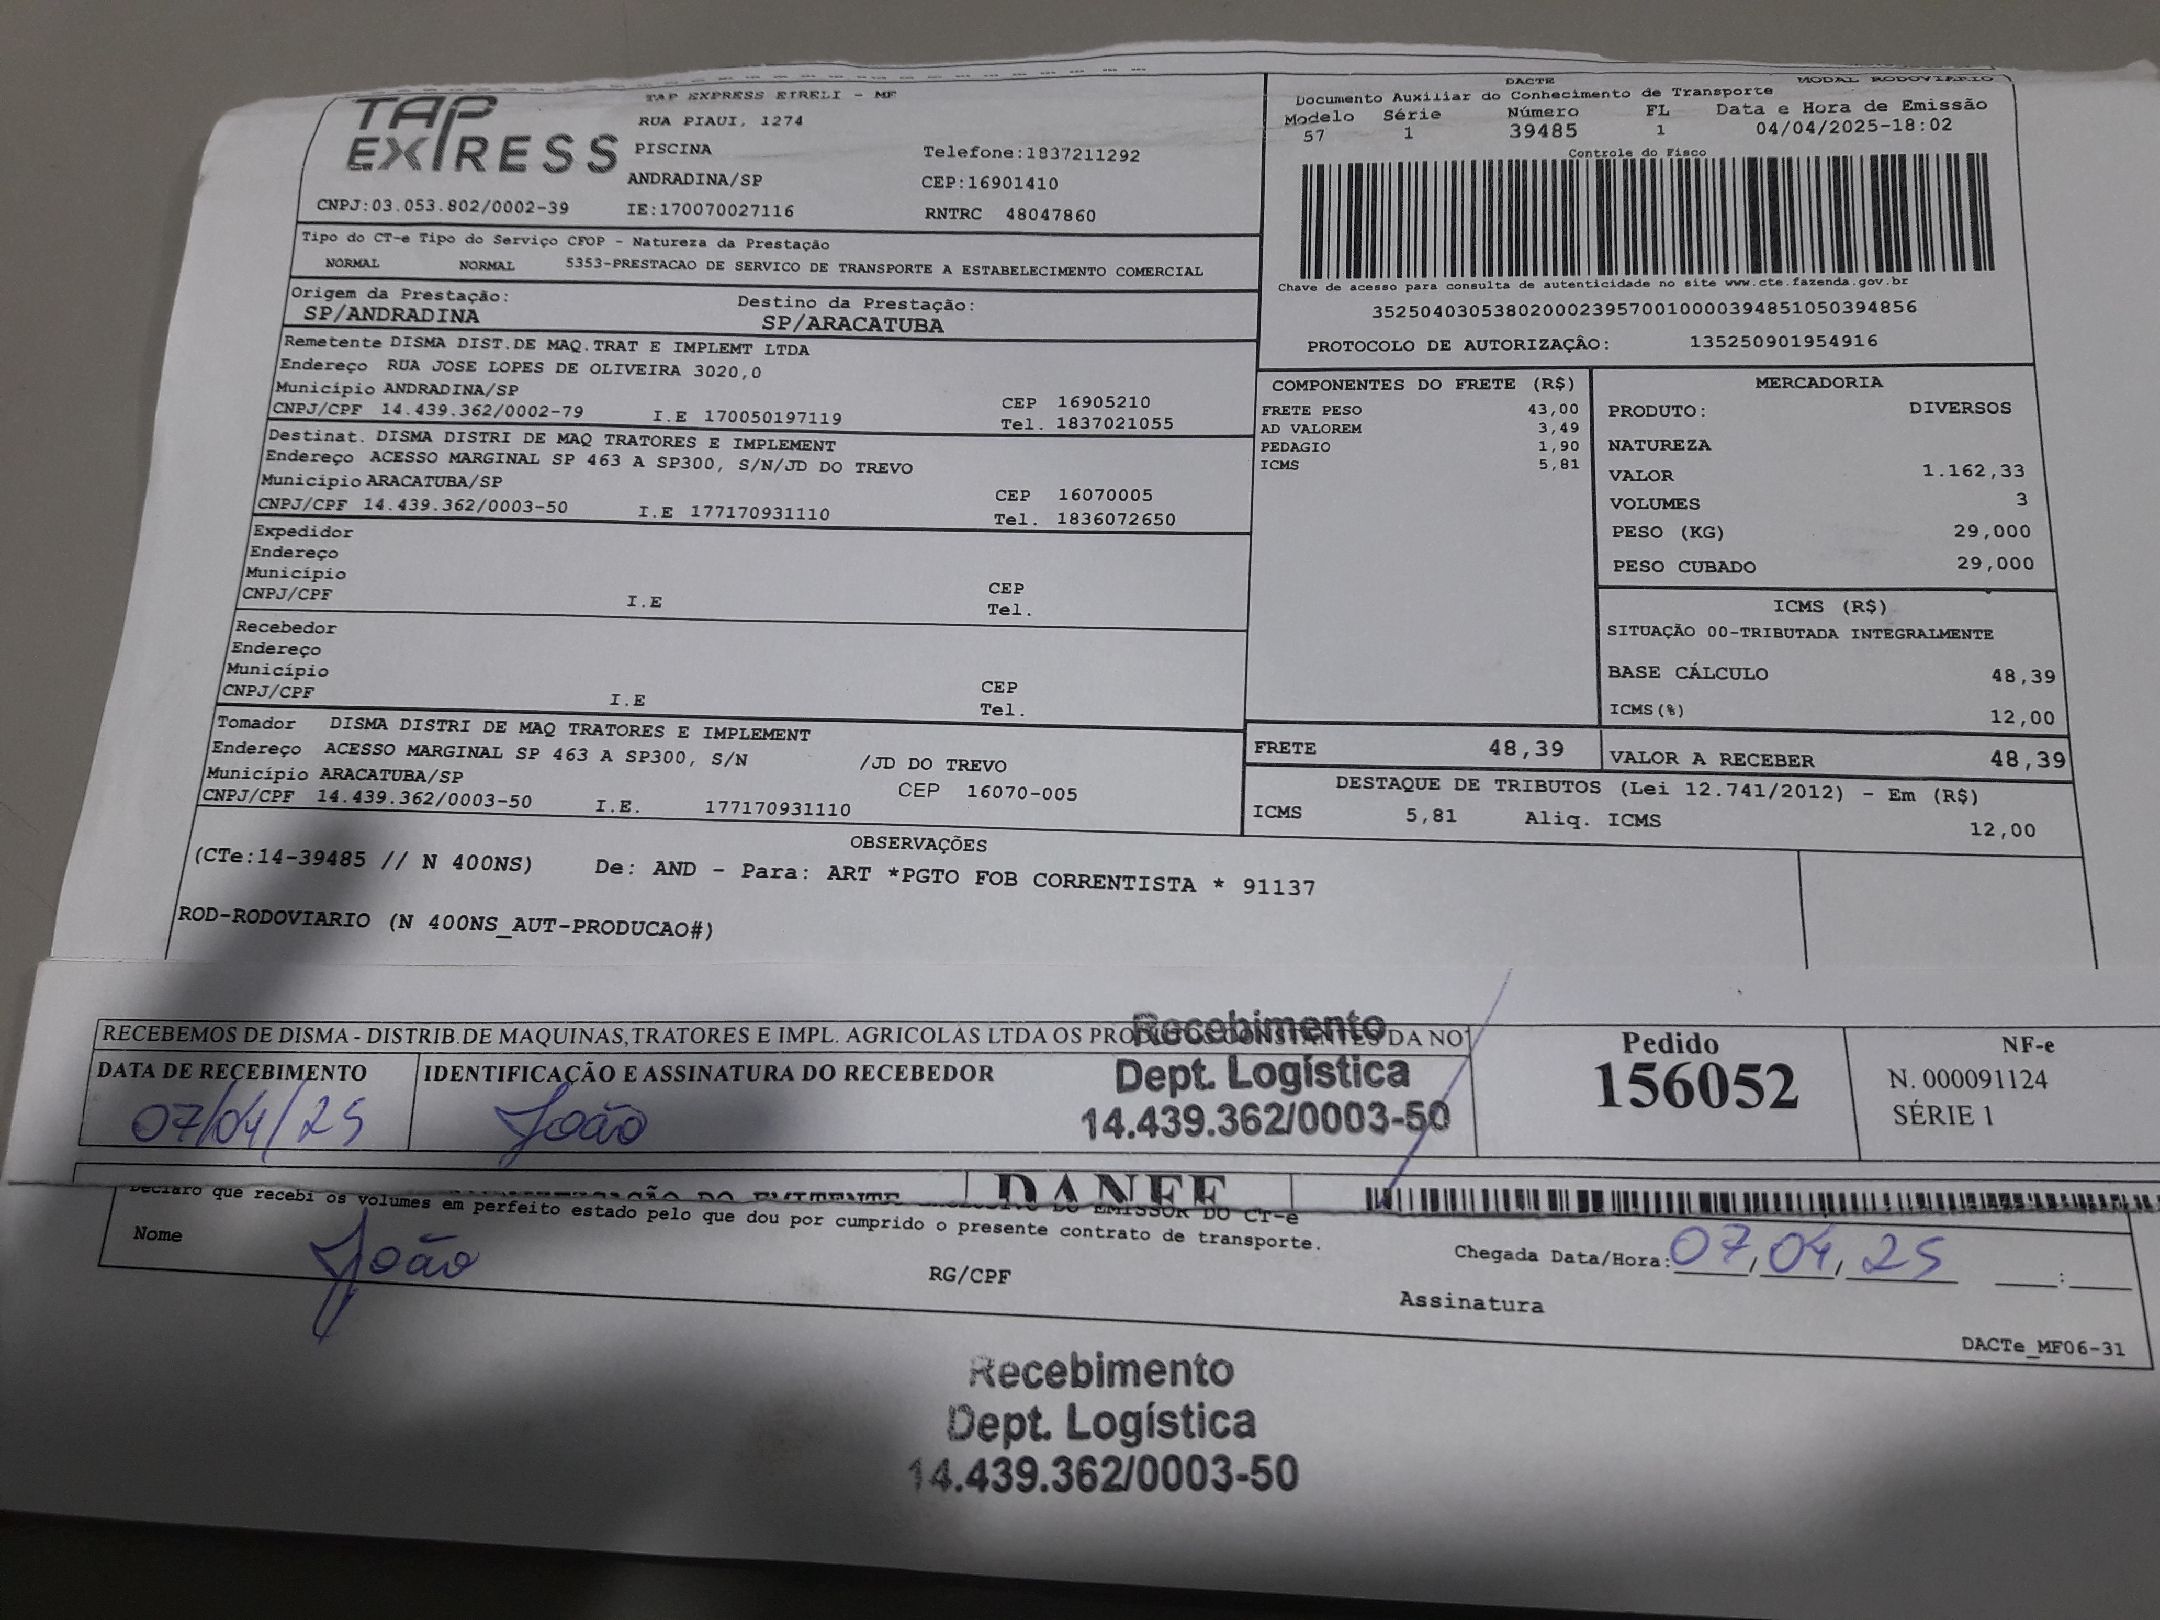 TAP EXPRESS
TAP EXPRESS EIRELI - MF
RUA PIAUI, 1274
PISCINA
Telefone:1837211292
ANDRADINA/SP
CEP:16901410
CNPJ:03.053.802/0002-39
IE:170070027116
RNTRC 48047860
DACTE
MODAL RODOVIARIO
Documento Auxiliar do Conhecimento de Transporte
Modelo Série Número FL Data e Hora de Emissão
57 1 39485 1 04/04/2025-18:02
Controle do Fisco
Chave de acesso para consulta de autenticidade no site www.cte.fazenda.gov.br
35250403053802000239570010000394851050394856
PROTOCOLO DE AUTORIZAÇÃO: 135250901954916
Tipo do CT-e Tipo do Serviço CFOP - Natureza da Prestação
NORMAL NORMAL 5353-PRESTACAO DE SERVICO DE TRANSPORTE A ESTABELECIMENTO COMERCIAL
Origem da Prestação: Destino da Prestação:
SP/ANDRADINA SP/ARACATUBA
Remetente DISMA DIST.DE MAQ.TRAT E IMPLEMT LTDA
Endereço RUA JOSE LOPES DE OLIVEIRA 3020,0
Município ANDRADINA/SP CEP 16905210
CNPJ/CPF 14.439.362/0002-79 I.E 170050197119 Tel. 1837021055
Destinat. DISMA DISTRI DE MAQ TRATORES E IMPLEMENT
Endereço ACESSO MARGINAL SP 463 A SP300, S/N/JD DO TREVO
Município ARACATUBA/SP CEP 16070005
CNPJ/CPF 14.439.362/0003-50 I.E 177170931110 Tel. 1836072650
Expedidor
Endereço
Município CEP
CNPJ/CPF I.E Tel.
Recebedor
Endereço
Município CEP
CNPJ/CPF I.E Tel.
Tomador DISMA DISTRI DE MAQ TRATORES E IMPLEMENT
Endereço ACESSO MARGINAL SP 463 A SP300, S/N /JD DO TREVO
Município ARACATUBA/SP CEP 16070-005
CNPJ/CPF 14.439.362/0003-50 I.E. 177170931110
COMPONENTES DO FRETE (R$)
FRETE PESO 43,00
AD VALOREM 3,49
PEDAGIO 1,90
ICMS 5,81
MERCADORIA
PRODUTO: DIVERSOS
NATUREZA
VALOR 1.162,33
VOLUMES 3
PESO (KG) 29,000
PESO CUBADO 29,000
ICMS (R$)
SITUAÇÃO 00-TRIBUTADA INTEGRALMENTE
BASE CÁLCULO 48,39
ICMS(%) 12,00
FRETE 48,39 VALOR A RECEBER 48,39
DESTAQUE DE TRIBUTOS (Lei 12.741/2012) - Em (R$)
ICMS 5,81 Aliq. ICMS 12,00
OBSERVAÇÕES
(CTe:14-39485 // N 400NS) De: AND - Para: ART *PGTO FOB CORRENTISTA * 91137
ROD-RODOVIARIO (N 400NS_AUT-PRODUCAO#)
RECEBEMOS DE DISMA - DISTRIB.DE MAQUINAS,TRATORES E IMPL. AGRICOLAS LTDA OS PRODUTOS CONSTANTES DA NO
DATA DE RECEBIMENTO IDENTIFICAÇÃO E ASSINATURA DO RECEBEDOR
07/04/25 João
Recebimento
Dept. Logística
14.439.362/0003-50
Pedido
156052
NF-e
N. 000091124
SÉRIE 1
DANFE
Declaro que recebi os volumes em perfeito estado pelo que dou por cumprido o presente contrato de transporte.
DO EMISSOR DO CT-e
Nome João RG/CPF
Chegada Data/Hora: 07,04,25 :
Assinatura
DACTe_MF06-31
Recebimento
Dept. Logística
14.439.362/0003-50